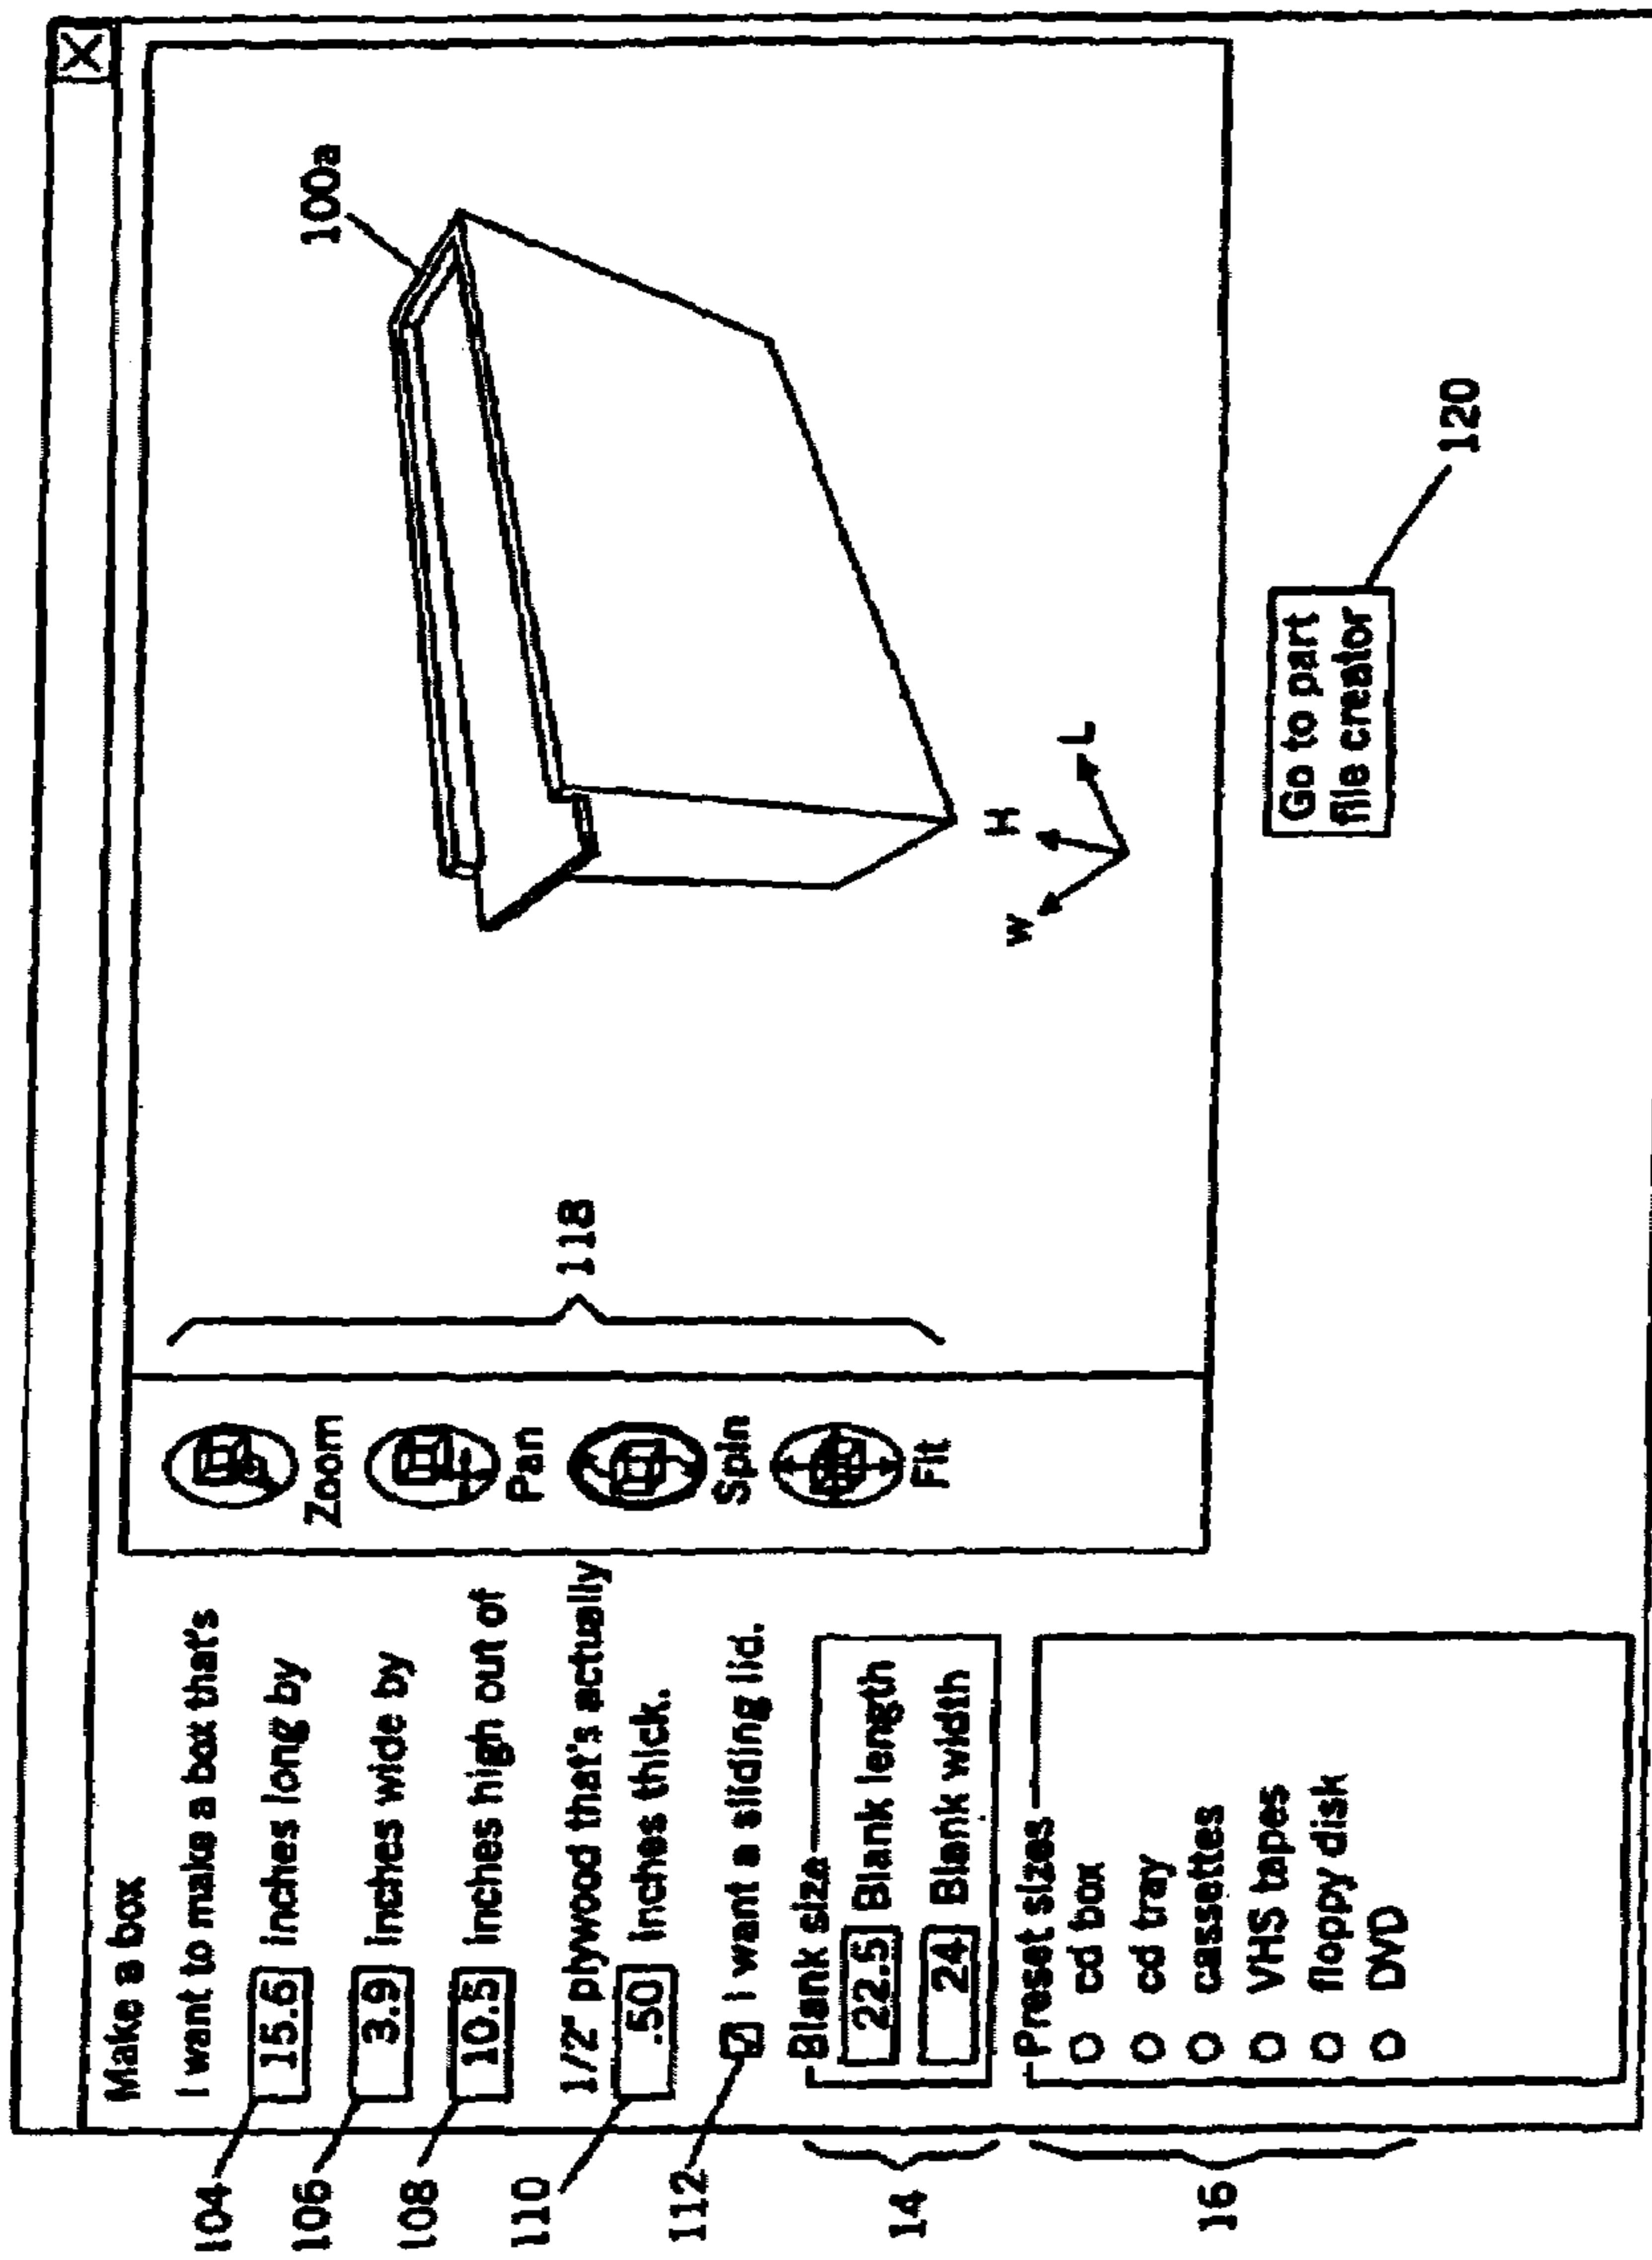 Make a box
I want to make a box that's
104
15.6 inches long by
106
3.9 inches wide by
108
10.5 inches high out of
1/2" plywood that's actually
110
.50 inches thick.
112
I want a sliding lid.
Blank size
14
22.5 Blank length
24 Blank width
Preset sizes
16
cd box
cd tray
cassettes
VHS tapes
floppy disk
DVD
Zoom
Pan
Spin
Fit
118
100a
W
H
L
Go to part
file creator
120
X